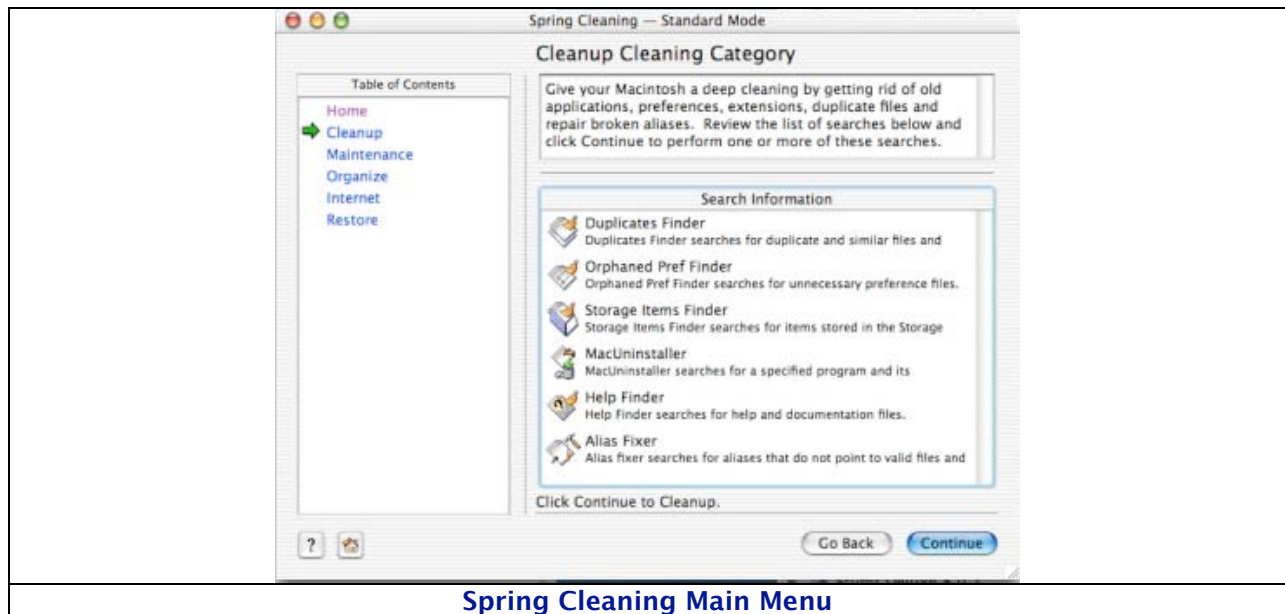 Spring Cleaning — Standard Mode
Cleanup Cleaning Category
Table of Contents
Home
Cleanup
Maintenance
Organize
Internet
Restore
Give your Macintosh a deep cleaning by getting rid of old
applications, preferences, extensions, duplicate files and
repair broken aliases. Review the list of searches below and
click Continue to perform one or more of these searches.
Search Information
Duplicates Finder
Duplicates Finder searches for duplicate and similar files and
Orphaned Pref Finder
Orphaned Pref Finder searches for unnecessary preference files.
Storage Items Finder
Storage Items Finder searches for items stored in the Storage
MacUninstaller
MacUninstaller searches for a specified program and its
Help Finder
Help Finder searches for help and documentation files.
Alias Fixer
Alias fixer searches for aliases that do not point to valid files and
Click Continue to Cleanup.
?
Go Back
Continue
Spring Cleaning Main Menu